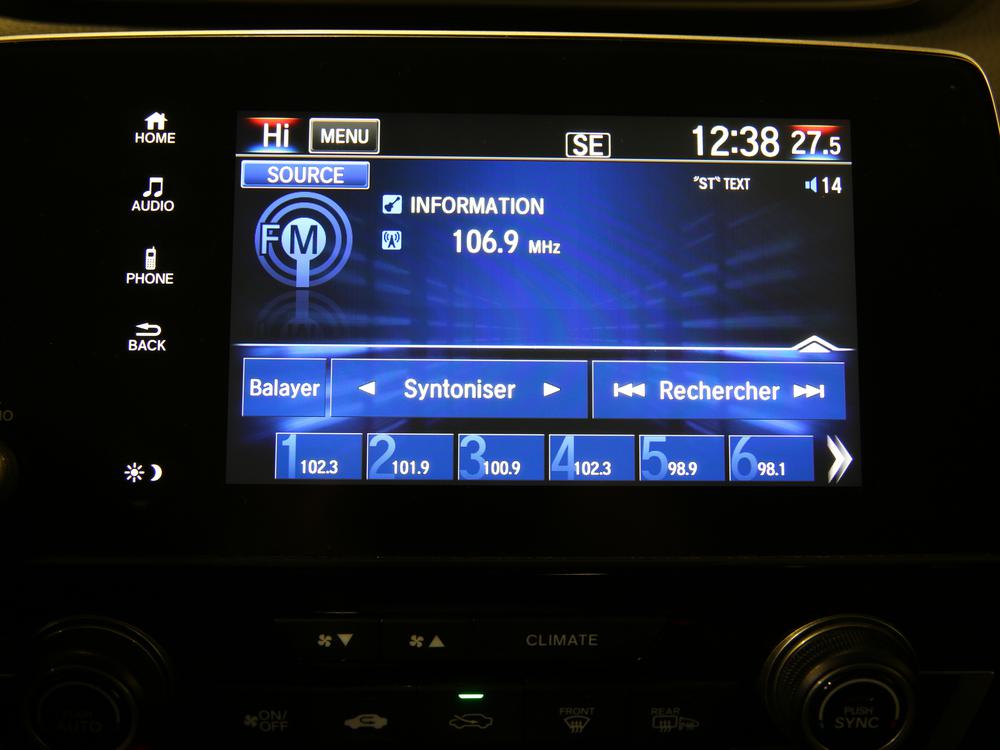 HOME
AUDIO
PHONE
BACK
Hi MENU SE 12:38 27.5
SOURCE "ST" TEXT 14
FM
INFORMATION
106.9 MHz
Balayer Syntoniser Rechercher
1 102.3 2 101.9 3 100.9 4 102.3 5 98.9 6 98.1
CLIMATE
ON/OFF
FRONT
REAR
AUTO
PUSH
SYNC